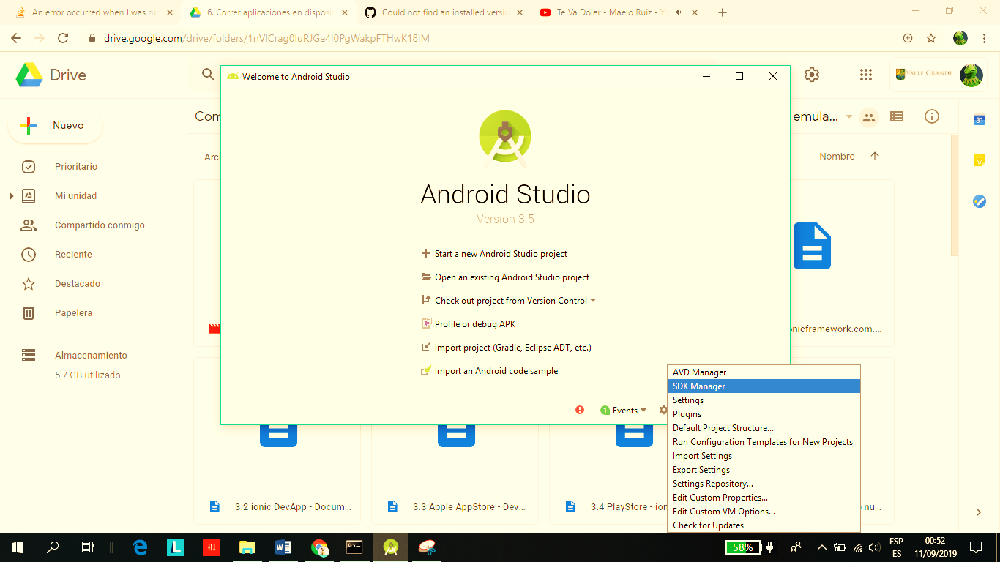 An error occurred when I was ru
6. Correr aplicaciones en disposi
Could not find an installed versio
Te Va Doler - Maelo Ruiz - Yo
drive.google.com/drive/folders/
Drive
VALLE GRANDE
Welcome to Android Studio
Nuevo
Com
emula...
31
Prioritario
Arch
Nombre
Mi unidad
Android Studio
Version 3.5
Compartido conmigo
Reciente
Start a new Android Studio project
Destacado
Open an existing Android Studio project
Papelera
Check out project from Version Control
Profile or debug APK
onicframework.com....
Import project (Gradle, Eclipse ADT, etc.)
Almacenamiento
5,7 GB utilizado
Import an Android code sample
1 Events
AVD Manager
SDK Manager
Settings
Plugins
Default Project Structure...
Run Configuration Templates for New Projects
Import Settings
Export Settings
Settings Repository...
Edit Custom Properties...
Edit Custom VM Options...
Check for Updates
3.2 ionic DevApp - Docum...
3.3 Apple AppStore - Dev...
3.4 PlayStore - ion
nu...
L
58%
ESP
ES
00:52
11/09/2019